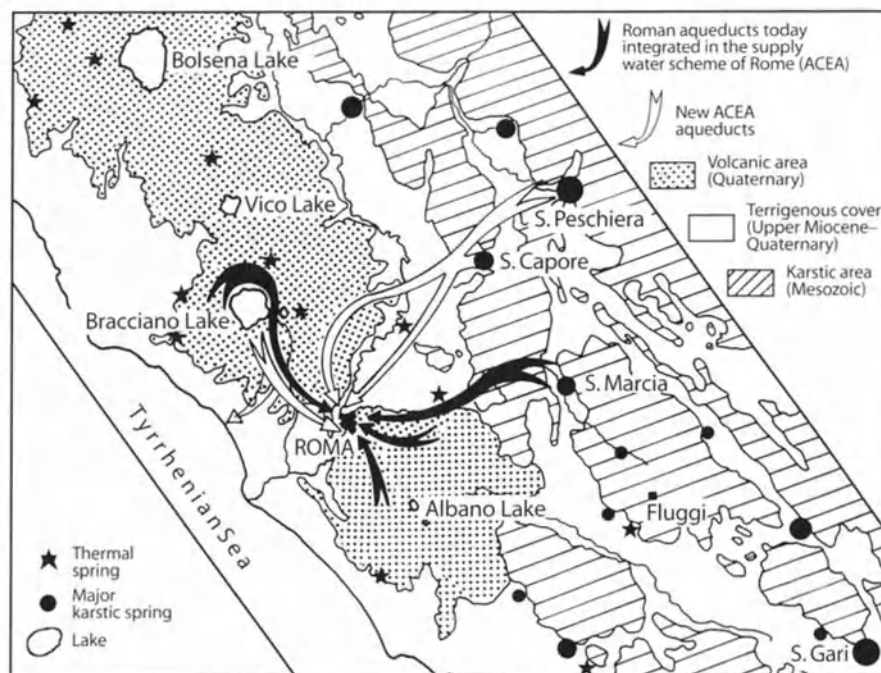 Bolsena Lake
Vico Lake
Bracciano Lake
S. Peschiera
S. Capore
S. Marcia
ROMA
Albano Lake
Fluggi
S. Gari
Tyrrhenian Sea
Roman aqueducts today
integrated in the supply
water scheme of Rome (ACEA)
New ACEA
aqueducts
Volcanic area
(Quaternary)
Terrigenous cover
(Upper Miocene–
Quaternary)
Karstic area
(Mesozoic)
Thermal
spring
Major
karstic spring
Lake